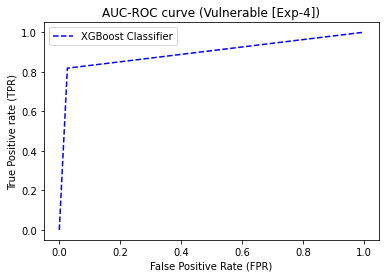 AUC-ROC curve (Vulnerable [Exp-4])
XGBoost Classifier
True Positive rate (TPR)
1.0
0.8
0.6
0.4
0.2
0.0
0.0 0.2 0.4 0.6 0.8 1.0
False Positive Rate (FPR)